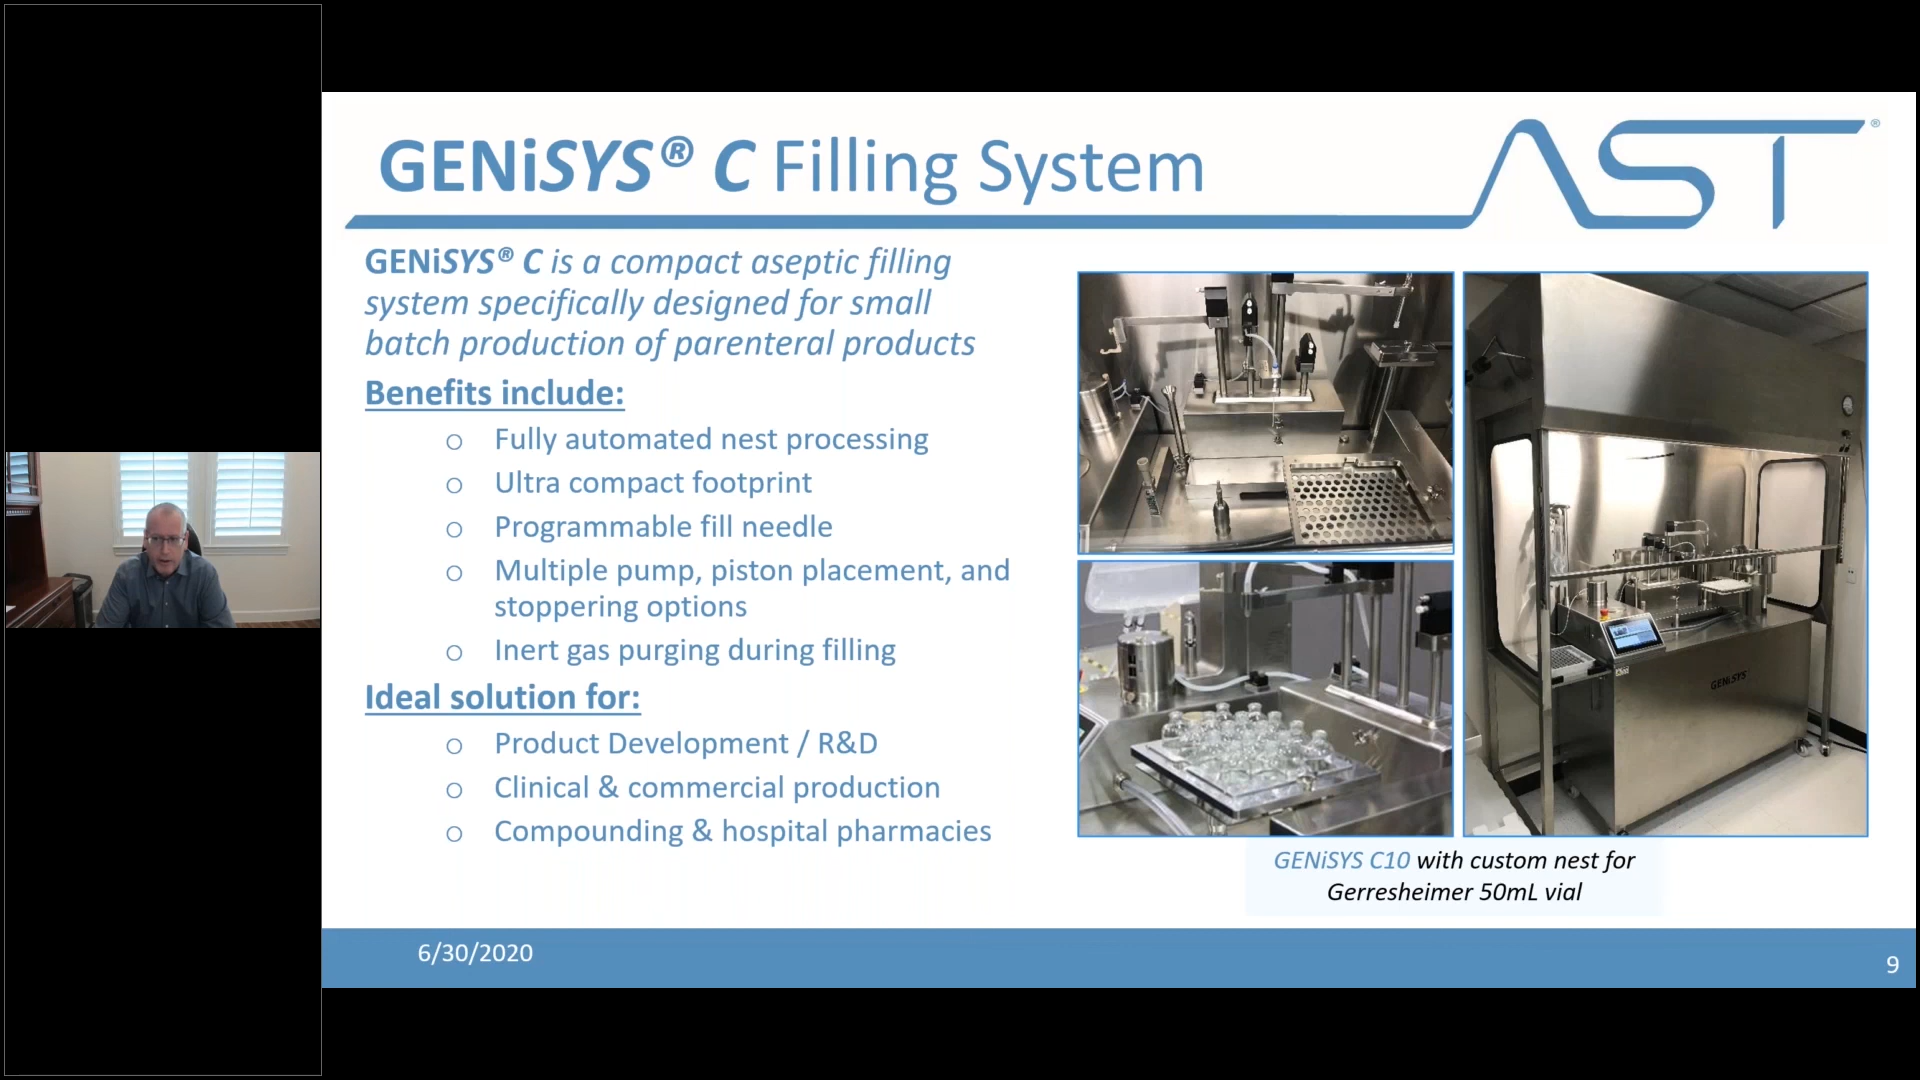 GENiSYS® C Filling System
AST®
GENiSYS® C is a compact aseptic filling
system specifically designed for small
batch production of parenteral products
Benefits include:
o Fully automated nest processing
o Ultra compact footprint
o Programmable fill needle
o Multiple pump, piston placement, and
stoppering options
o Inert gas purging during filling
Ideal solution for:
o Product Development / R&D
o Clinical & commercial production
o Compounding & hospital pharmacies
GENiSYS
GENiSYS C10 with custom nest for
Gerresheimer 50mL vial
6/30/2020
9